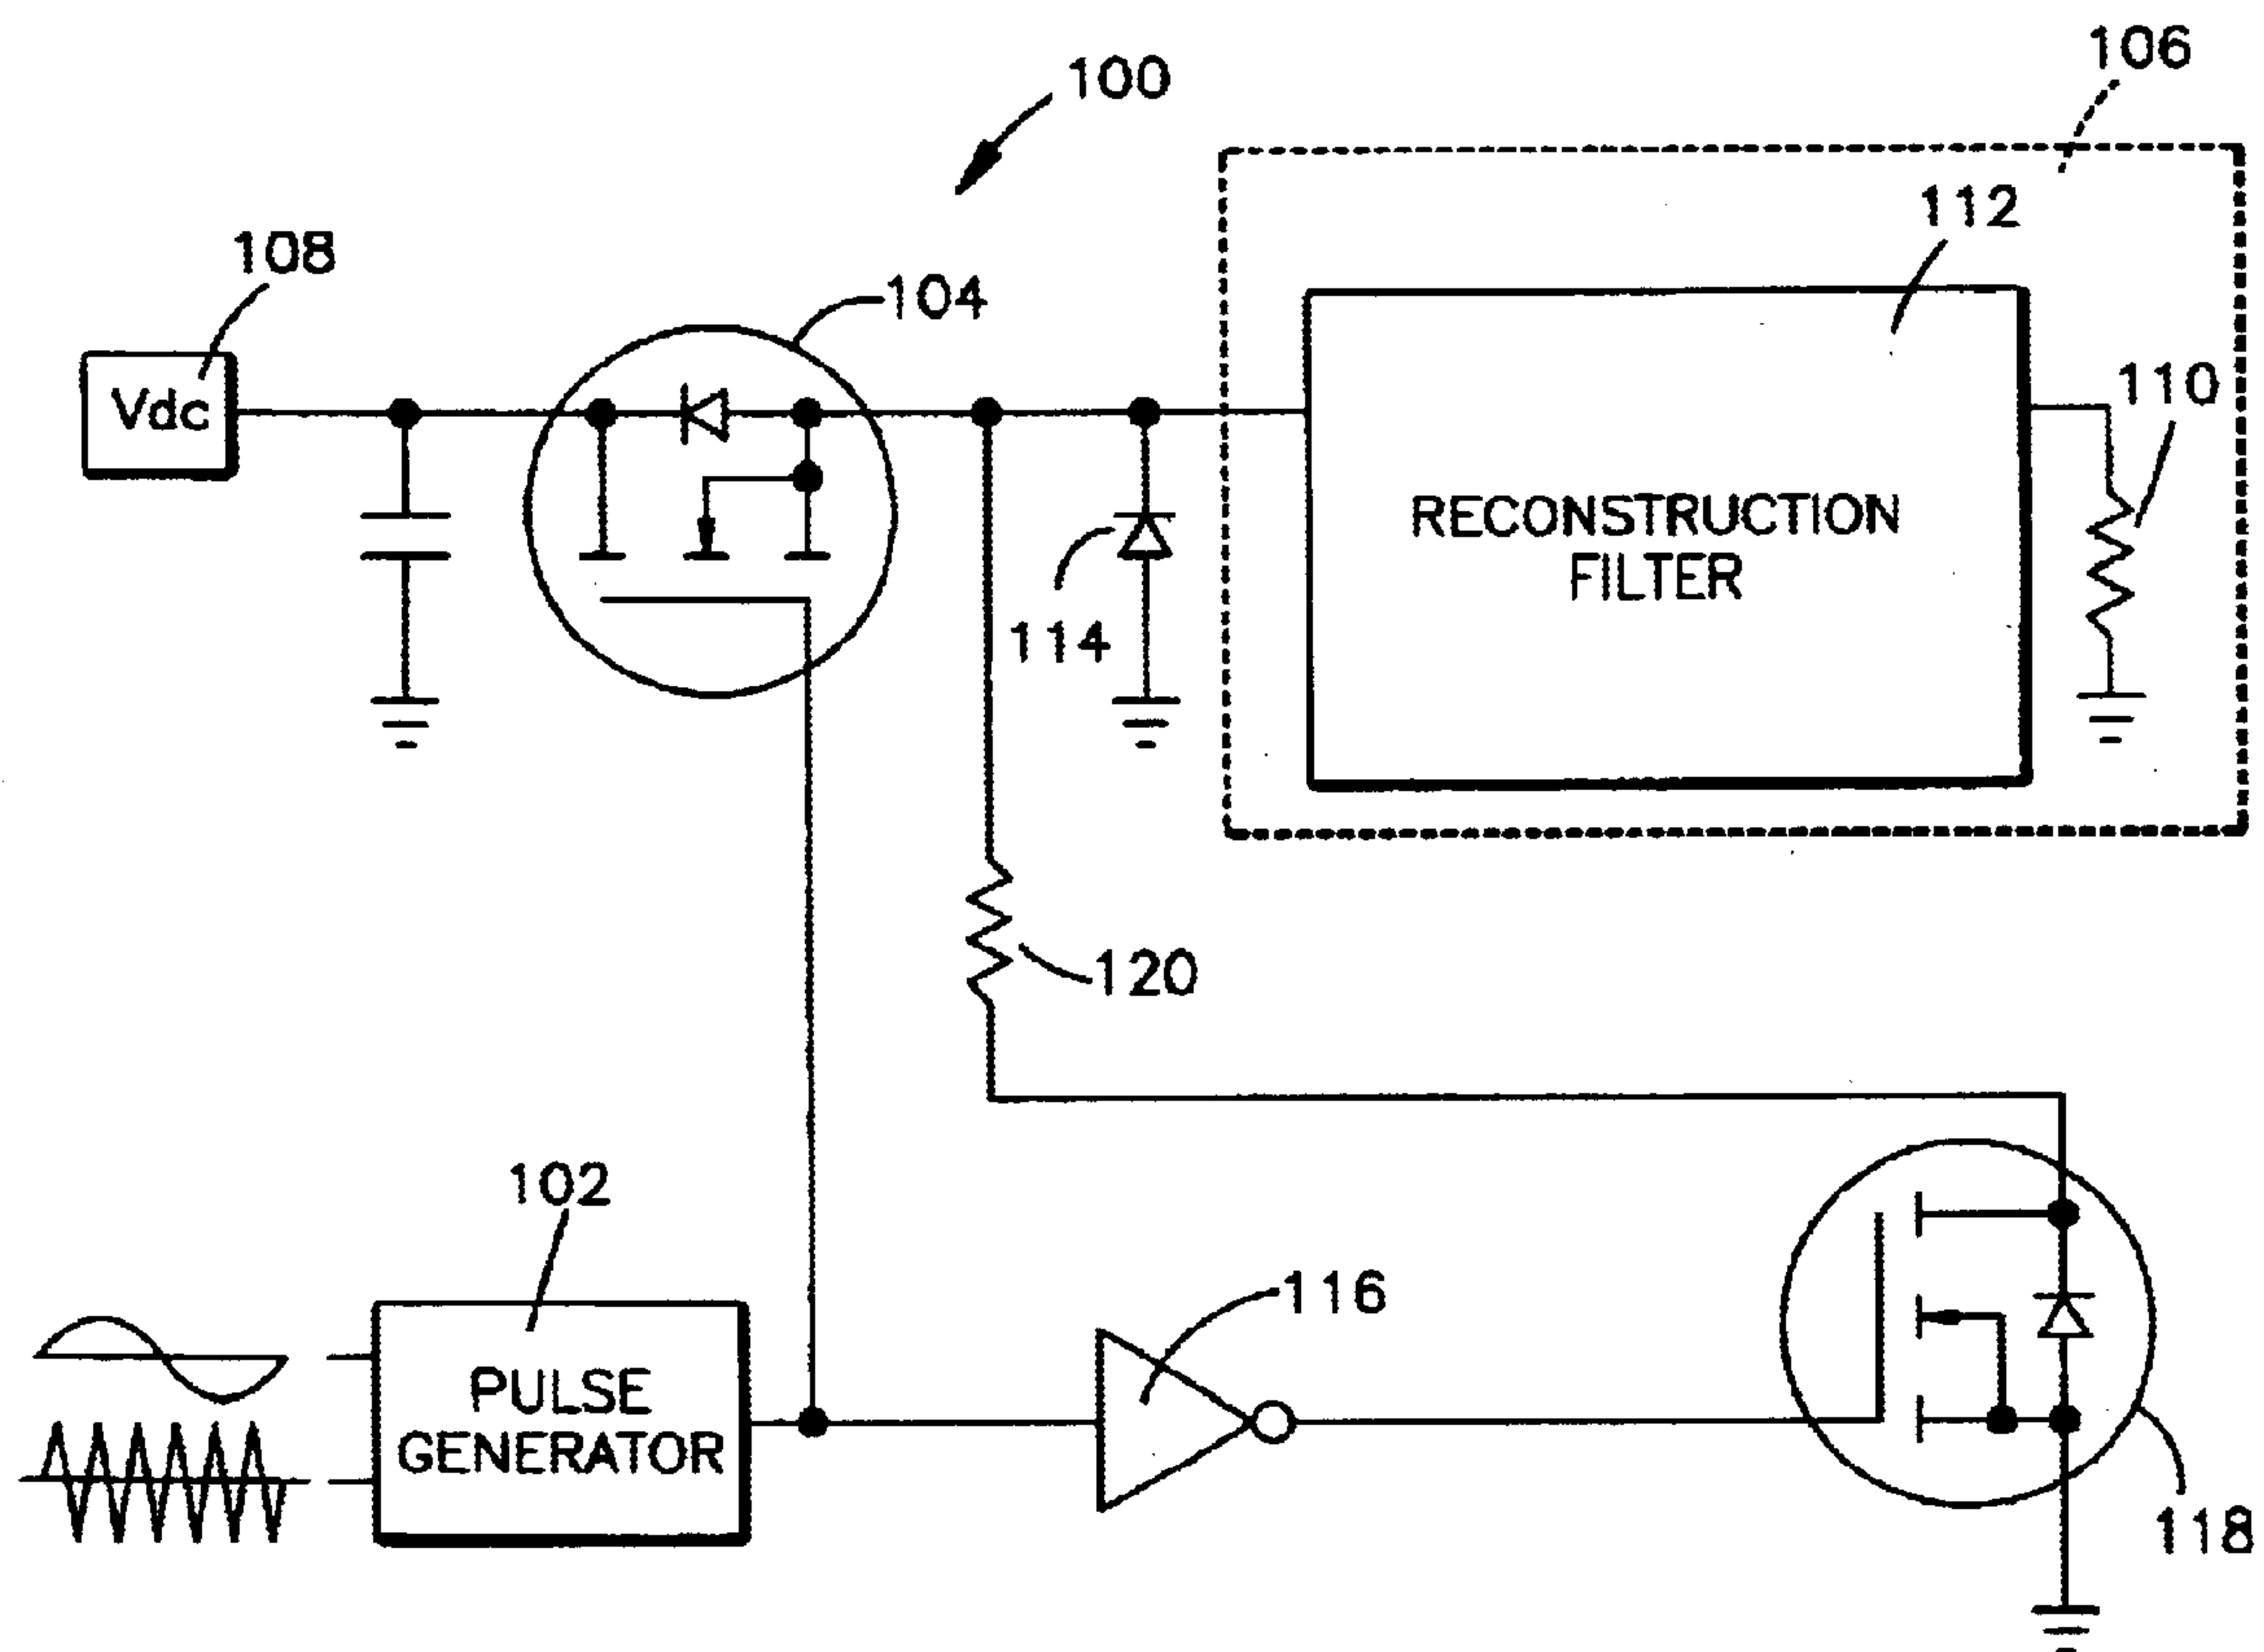 106
100
112
108
104
110
Vdc
RECONSTRUCTION
FILTER
114
120
102
116
PULSE
GENERATOR
118